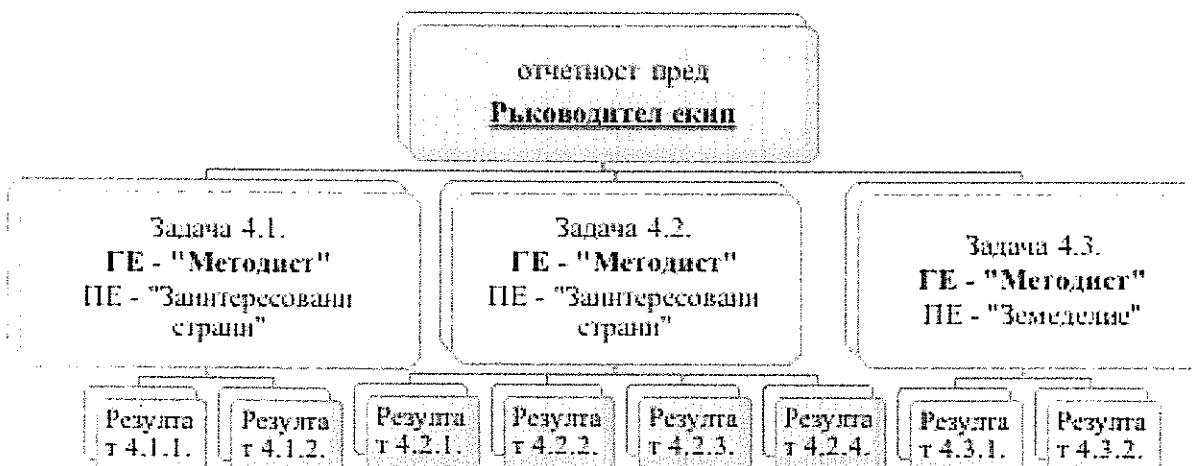 отчетност пред
Ръководител екип
Задача 4.1.
ГЕ - "Методист"
ПЕ - "Заинтересовани
страни"
Задача 4.2.
ГЕ - "Методист"
ПЕ - "Заинтересовани
страни"
Задача 4.3.
ГЕ - "Методист"
ПЕ - "Земеделие"
Резулта
т 4.1.1.
Резулта
т 4.1.2.
Резулта
т 4.2.1.
Резулта
т 4.2.2.
Резулта
т 4.2.3.
Резулта
т 4.2.4.
Резулта
т 4.3.1.
Резулта
т 4.3.2.